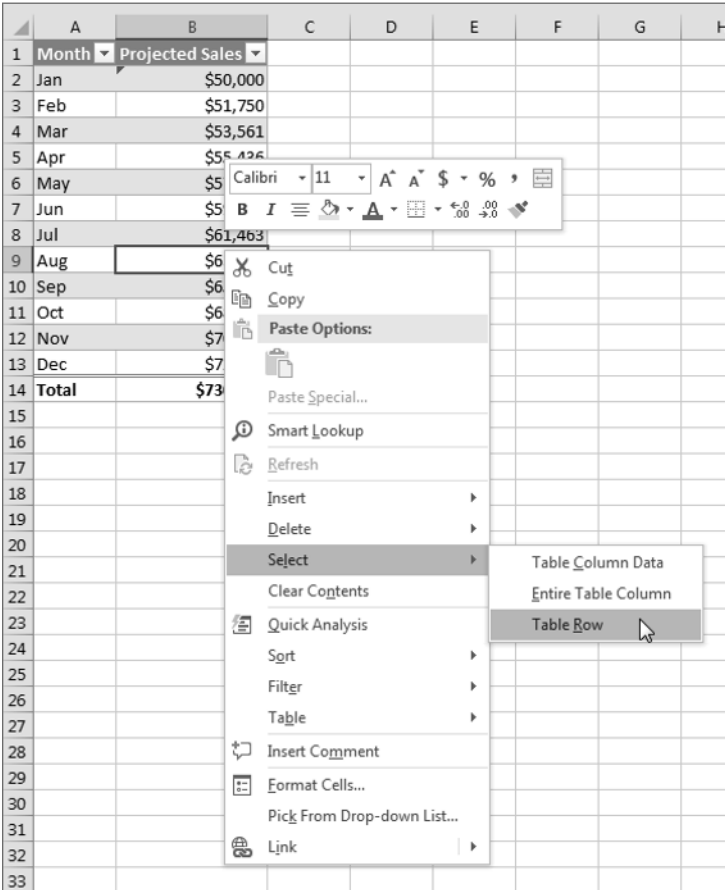 A B C D E F G
1 Month Projected Sales
2 Jan $50,000
3 Feb $51,750
4 Mar $53,561
5 Apr $55,436
6 May
7 Jun
8 Jul $61,463
9 Aug
10 Sep
11 Oct
12 Nov
13 Dec
14 Total
15
16
17
18
19
20
21
22
23
24
25
26
27
28
29
30
31
32
33
Calibri 11 A A $ % ,
B I A .00 .0
Cut
Copy
Paste Options:
Paste Special...
Smart Lookup
Refresh
Insert
Delete
Select
Clear Contents
Quick Analysis
Sort
Filter
Table
Insert Comment
Format Cells...
Pick From Drop-down List...
Link
Table Column Data
Entire Table Column
Table Row